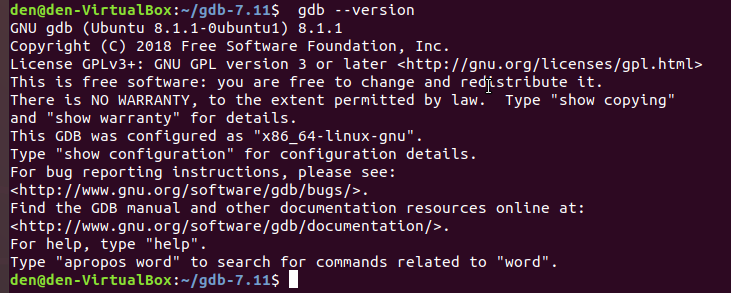 den@den-VirtualBox:~/gdb-7.11$  gdb --version
GNU gdb (Ubuntu 8.1.1-0ubuntu1) 8.1.1
Copyright (C) 2018 Free Software Foundation, Inc.
License GPLv3+: GNU GPL version 3 or later <http://gnu.org/licenses/gpl.html>
This is free software: you are free to change and redistribute it.
There is NO WARRANTY, to the extent permitted by law.  Type "show copying"
and "show warranty" for details.
This GDB was configured as "x86_64-linux-gnu".
Type "show configuration" for configuration details.
For bug reporting instructions, please see:
<http://www.gnu.org/software/gdb/bugs/>.
Find the GDB manual and other documentation resources online at:
<http://www.gnu.org/software/gdb/documentation/>.
For help, type "help".
Type "apropos word" to search for commands related to "word".
den@den-VirtualBox:~/gdb-7.11$